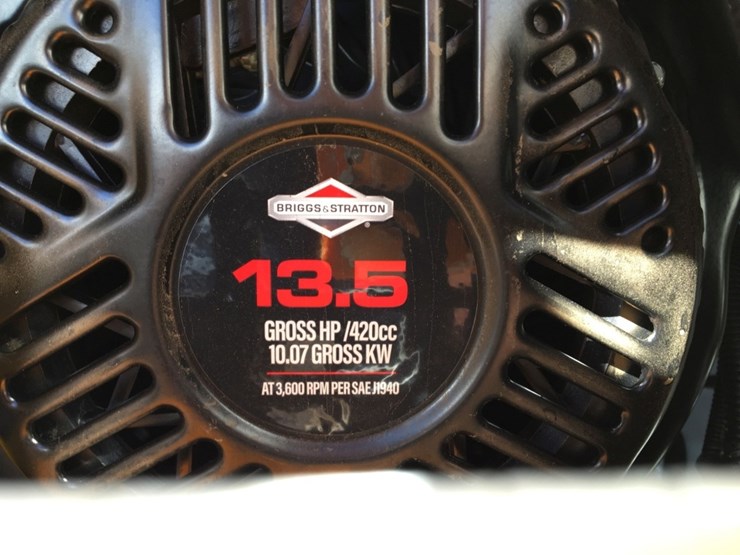 BRIGGS & STRATTON
13.5
GROSS HP /420cc
10.07 GROSS KW
AT 3,600 RPM PER SAE J1940